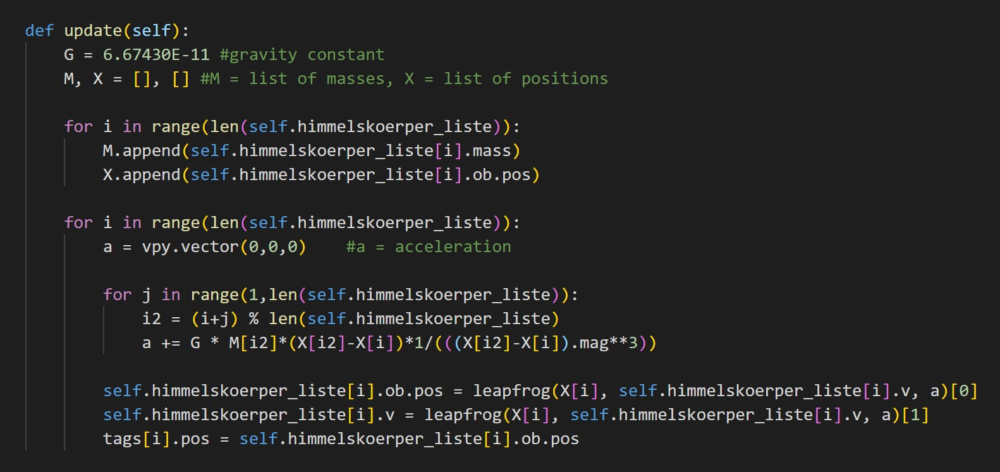 def update(self):
    G = 6.67430E-11 #gravity constant
    M, X = [], [] #M = list of masses, X = list of positions
    for i in range(len(self.himmelskoerper_liste)):
        M.append(self.himmelskoerper_liste[i].mass)
        X.append(self.himmelskoerper_liste[i].ob.pos)
    for i in range(len(self.himmelskoerper_liste)):
        a = vpy.vector(0,0,0)    #a = acceleration
        for j in range(1,len(self.himmelskoerper_liste)):
            i2 = (i+j) % len(self.himmelskoerper_liste)
            a += G * M[i2]*(X[i2]-X[i])*1/(((X[i2]-X[i]).mag**3))
        self.himmelskoerper_liste[i].ob.pos = leapfrog(X[i], self.himmelskoerper_liste[i].v, a)[0]
        self.himmelskoerper_liste[i].v = leapfrog(X[i], self.himmelskoerper_liste[i].v, a)[1]
        tags[i].pos = self.himmelskoerper_liste[i].ob.pos